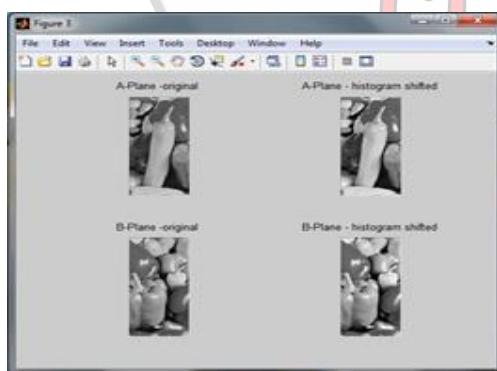 Figure 3
File Edit View Insert Tools Desktop Window Help
A-Plane -original A-Plane - histogram shifted
B-Plane -original B-Plane - histogram shifted